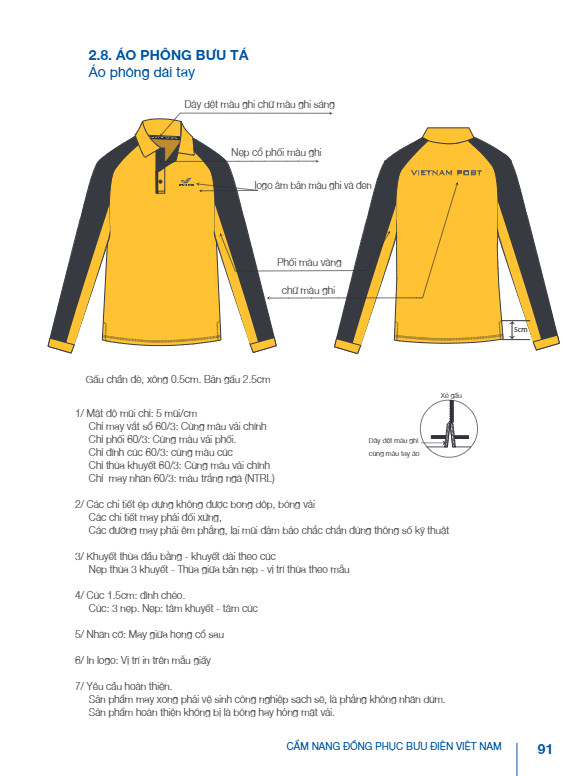 2.8. ÁO PHÔNG BƯU TÁ
Áo phông dài tay
Dây dệt màu ghi chữ màu ghi sáng
Nẹp cổ phối màu ghi
logo âm bản màu ghi và đen
VIETNAM POST
Phối màu vàng
chữ màu ghi
5cm
Gấu chần đè, xông 0.5cm. Bản gấu 2.5cm
Xẻ gấu
Dây dệt màu ghi
cùng màu tay áo
1/ Mật độ mũi chỉ: 5 mũi/cm
Chỉ may vắt sổ 60/3: Cùng màu vải chính
Chỉ phối 60/3: Cùng màu vải phối.
Chỉ đính cúc 60/3: cùng màu cúc
Chỉ thùa khuyết 60/3: Cùng màu vải chính
Chỉ may nhãn 60/3: màu trắng ngà (NTRL)
2/ Các chi tiết ép dựng không được bong dộp, bóng vải
Các chi tiết may phải đối xứng,
Các đường may phải êm phẳng, lại mũi đảm bảo chắc chắn đúng thông số kỹ thuật
3/ Khuyết thùa đầu bằng - khuyết dài theo cúc
Nẹp thùa 3 khuyết - Thùa giữa bản nẹp - vị trí thùa theo mẫu
4/ Cúc 1.5cm: đính chéo.
Cúc: 3 nẹp. Nẹp: tâm khuyết - tâm cúc
5/ Nhãn cỡ: May giữa họng cổ sau
6/ In logo: Vị trí in trên mẫu giấy
7/ Yêu cầu hoàn thiện.
Sản phẩm may xong phải vệ sinh công nghiệp sạch sẽ, là phẳng không nhăn dúm.
Sản phẩm hoàn thiện không bị là bóng hay hỏng mặt vải.
CẨM NANG ĐỒNG PHỤC BƯU ĐIỆN VIỆT NAM
91